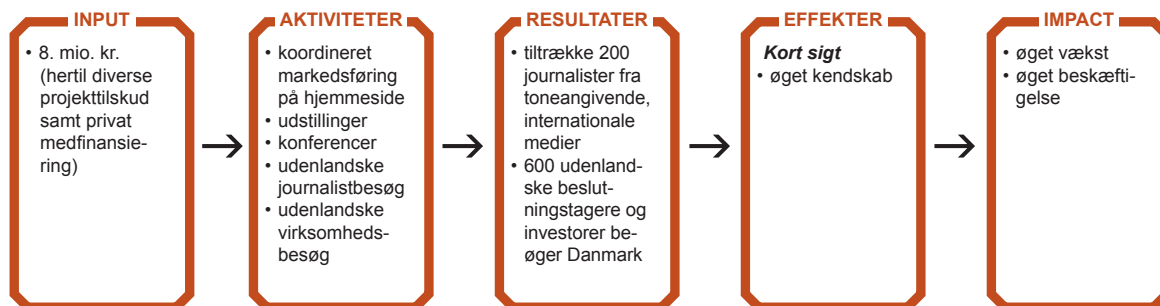 INPUT
• 8. mio. kr.
(hertil diverse
projekttilskud
samt privat
medfinansie-
ring)
AKTIVITETER
• koordineret
markedsføring
på hjemmeside
• udstillinger
• konferencer
• udenlandske
journalistbesøg
• udenlandske
virksomheds-
besøg
RESULTATER
• tiltrække 200
journalister fra
toneangivende,
internationale
medier
• 600 udenland-
ske beslut-
ningstagere og
investorer be-
øger Danmark
EFFEKTER
Kort sigt
• øget kendskab
IMPACT
• øget vækst
• øget beskæfti-
gelse